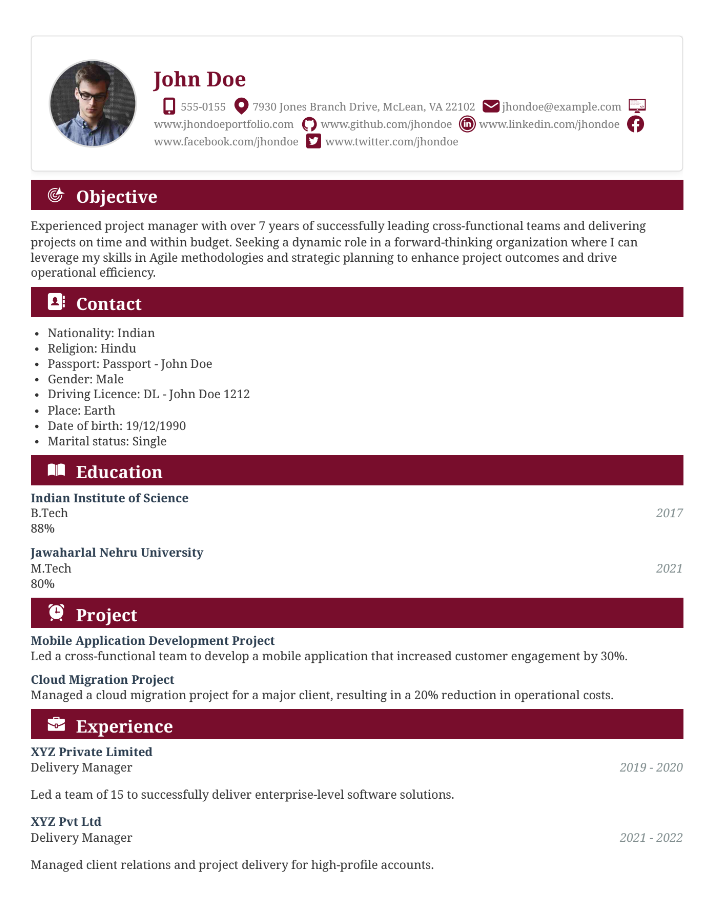 John Doe
555-0155 7930 Jones Branch Drive, McLean, VA 22102 jhondoe@example.com
www.jhondoeportfolio.com www.github.com/jhondoe www.linkedin.com/jhondoe
www.facebook.com/jhondoe www.twitter.com/jhondoe
Objective
Experienced project manager with over 7 years of successfully leading cross-functional teams and delivering
projects on time and within budget. Seeking a dynamic role in a forward-thinking organization where I can
leverage my skills in Agile methodologies and strategic planning to enhance project outcomes and drive
operational efficiency.
Contact
• Nationality: Indian
• Religion: Hindu
• Passport: Passport - John Doe
• Gender: Male
• Driving Licence: DL - John Doe 1212
• Place: Earth
• Date of birth: 19/12/1990
• Marital status: Single
Education
Indian Institute of Science
B.Tech 2017
88%
Jawaharlal Nehru University
M.Tech 2021
80%
Project
Mobile Application Development Project
Led a cross-functional team to develop a mobile application that increased customer engagement by 30%.
Cloud Migration Project
Managed a cloud migration project for a major client, resulting in a 20% reduction in operational costs.
Experience
XYZ Private Limited
Delivery Manager 2019 - 2020
Led a team of 15 to successfully deliver enterprise-level software solutions.
XYZ Pvt Ltd
Delivery Manager 2021 - 2022
Managed client relations and project delivery for high-profile accounts.